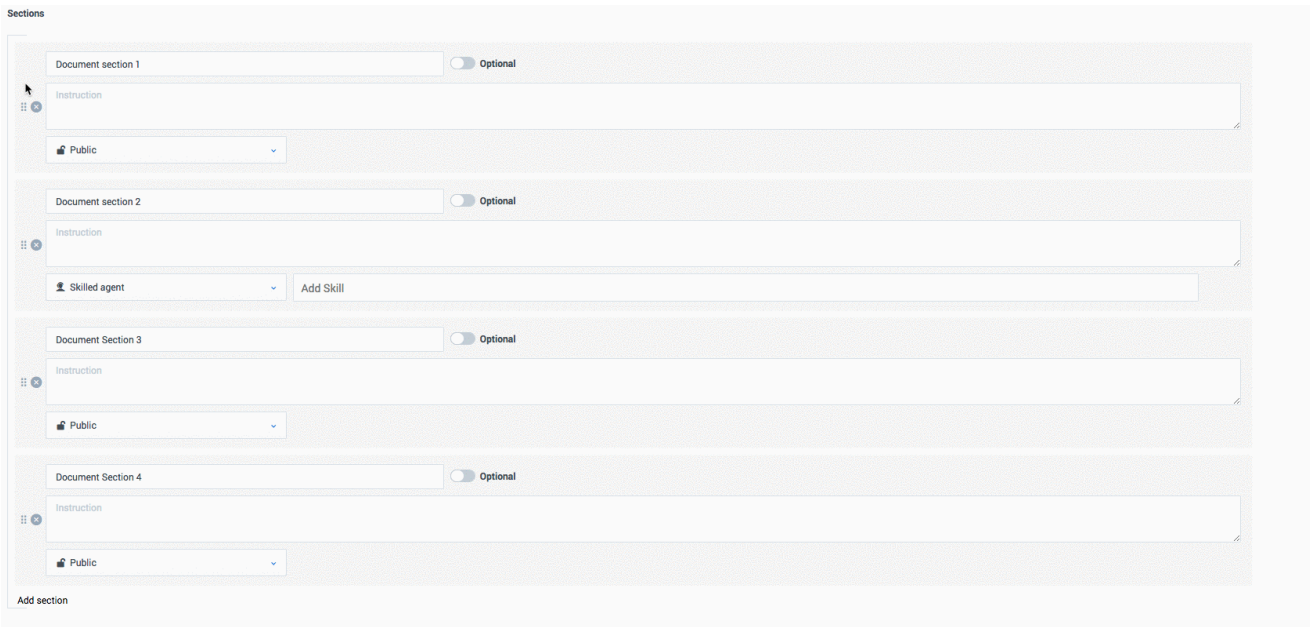 Sections
Document section 1 Optional
Instruction
Public
Document section 2 Optional
Instruction
Skilled agent Add Skill
Document Section 3 Optional
Instruction
Public
Document Section 4 Optional
Instruction
Public
Add section